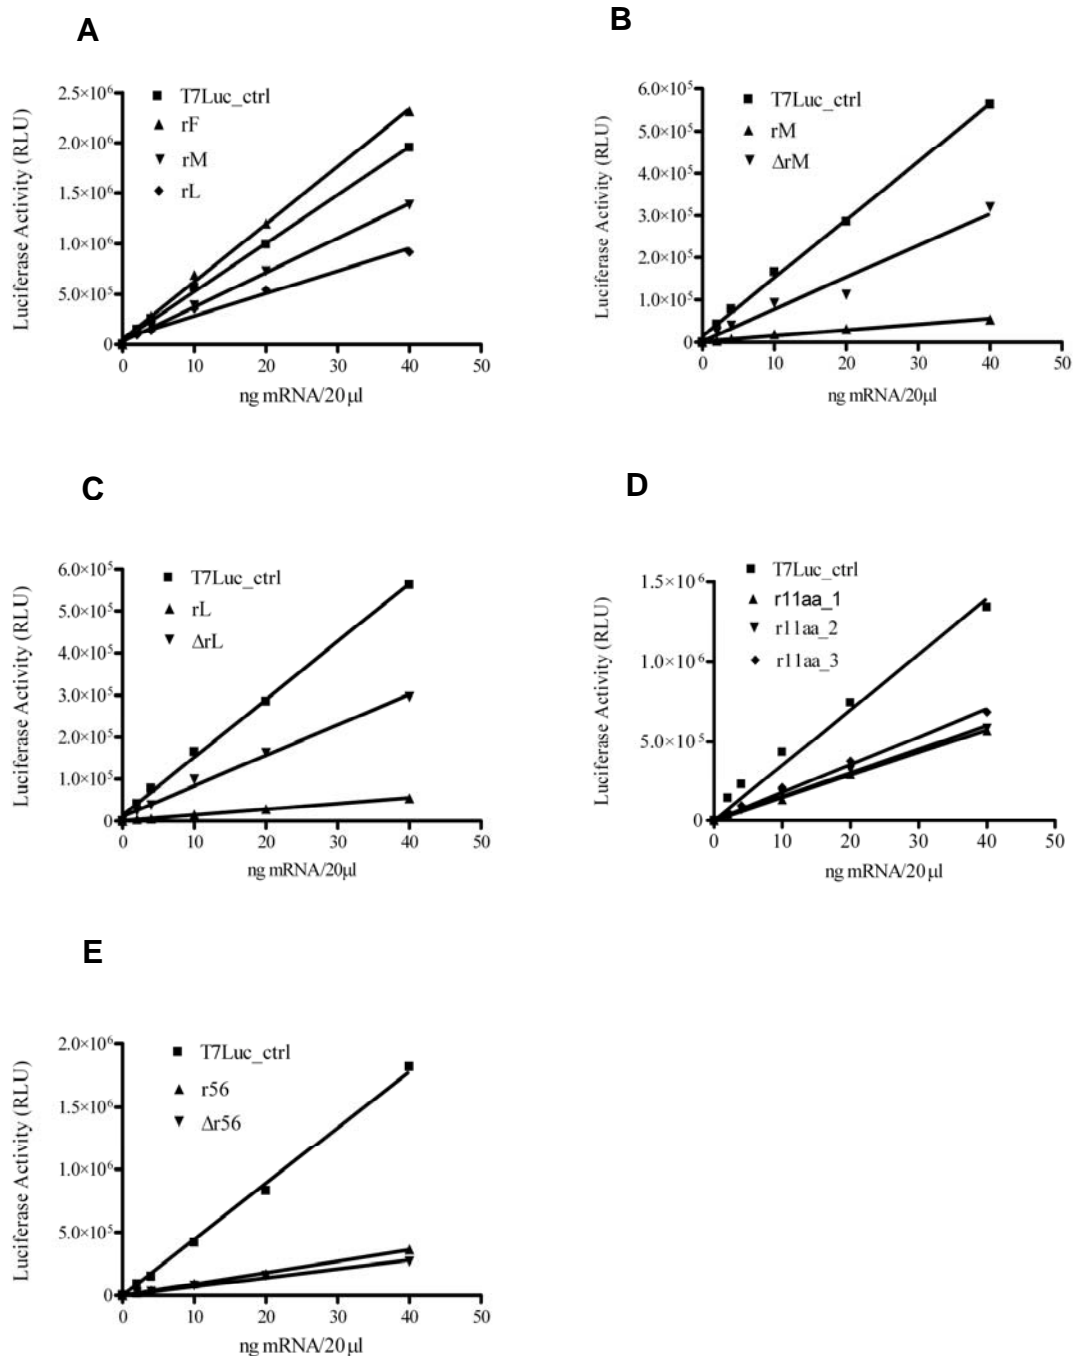 A
2.5×10⁶
2.0×10⁶
1.5×10⁶
1.0×10⁶
5.0×10⁵
0
Luciferase Activity (RLU)
T7Luc_ctrl
rF
rM
rL
0 10 20 30 40 50
ng mRNA/20µl
B
6.0×10⁵
5.0×10⁵
4.0×10⁵
3.0×10⁵
2.0×10⁵
1.0×10⁵
0
Luciferase Activity (RLU)
T7Luc_ctrl
rM
ΔrM
0 10 20 30 40 50
ng mRNA/20µl
C
6.0×10⁵
5.0×10⁵
4.0×10⁵
3.0×10⁵
2.0×10⁵
1.0×10⁵
0
Luciferase Activity (RLU)
T7Luc_ctrl
rL
ΔrL
0 10 20 30 40 50
ng mRNA/20µl
D
1.5×10⁶
1.0×10⁶
5.0×10⁵
0
Luciferase Activity (RLU)
T7Luc_ctrl
r11aa_1
r11aa_2
r11aa_3
0 10 20 30 40 50
ng mRNA/20µl
E
2.0×10⁶
1.5×10⁶
1.0×10⁶
5.0×10⁵
0
Luciferase Activity (RLU)
T7Luc_ctrl
r56
Δr56
0 10 20 30 40 50
ng mRNA/20µl